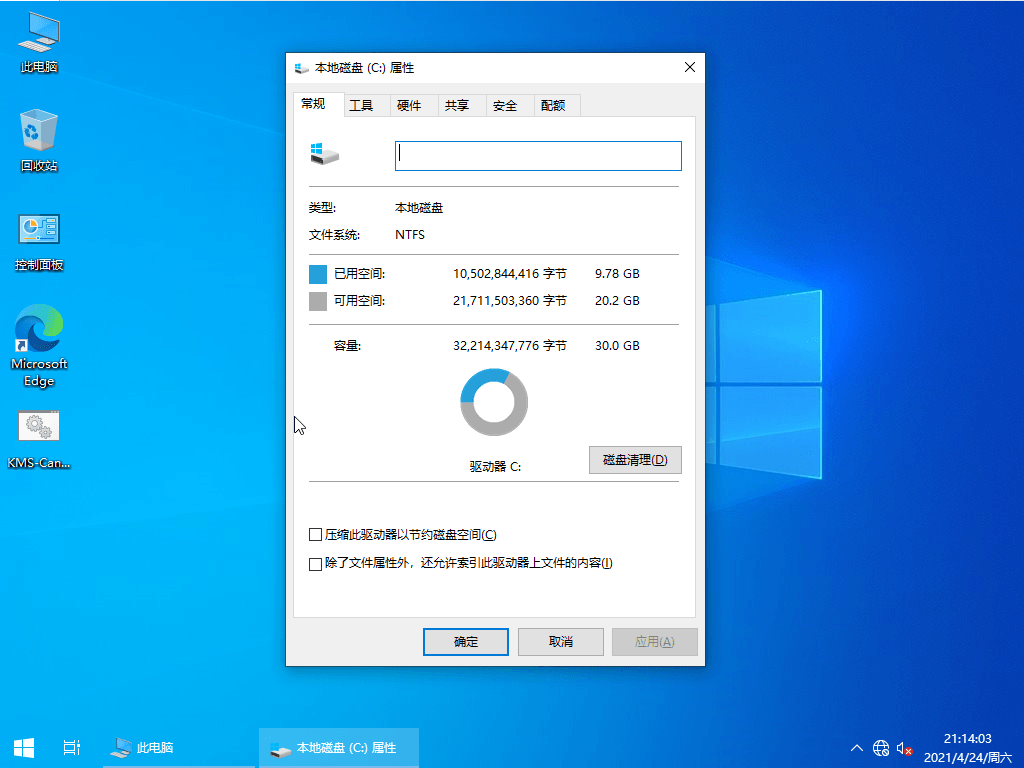 此电脑
回收站
控制面板
Microsoft
Edge
KMS-Can...
本地磁盘 (C:) 属性
常规 工具 硬件 共享 安全 配额
类型: 本地磁盘
文件系统: NTFS
已用空间: 10,502,844,416 字节 9.78 GB
可用空间: 21,711,503,360 字节 20.2 GB
容量: 32,214,347,776 字节 30.0 GB
驱动器 C:
磁盘清理(D)
压缩此驱动器以节约磁盘空间(C)
除了文件属性外，还允许索引此驱动器上文件的内容(I)
确定 取消 应用(A)
此电脑
本地磁盘 (C:) 属性
21:14:03
2021/4/24/周六